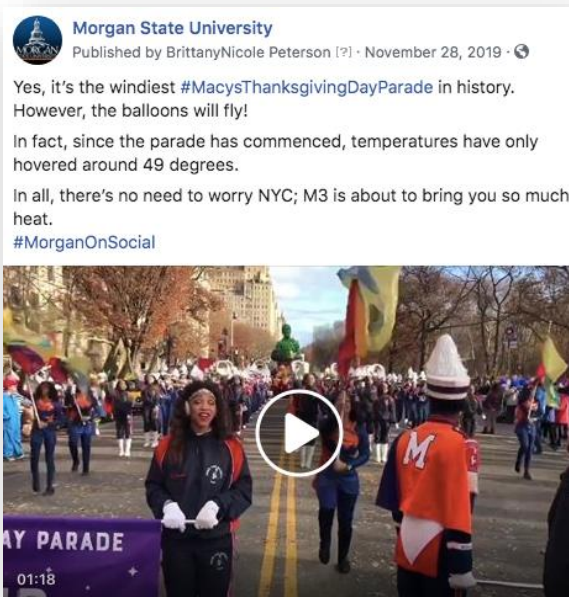 Morgan State University
Published by BrittanyNicole Peterson [?] · November 28, 2019 ·
Yes, it's the windiest #MacysThanksgivingDayParade in history.
However, the balloons will fly!
In fact, since the parade has commenced, temperatures have only
hovered around 49 degrees.
In all, there's no need to worry NYC; M3 is about to bring you so much
heat.
#MorganOnSocial
MORGAN
M
AY PARADE
01:18